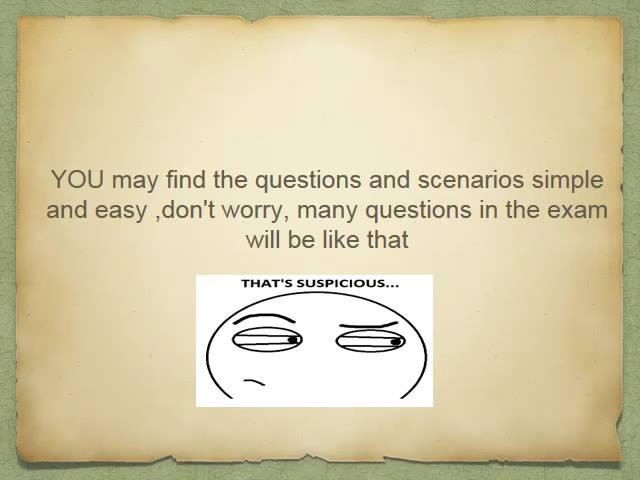 YOU may find the questions and scenarios simple
and easy ,don't worry, many questions in the exam
will be like that
THAT'S SUSPICIOUS...